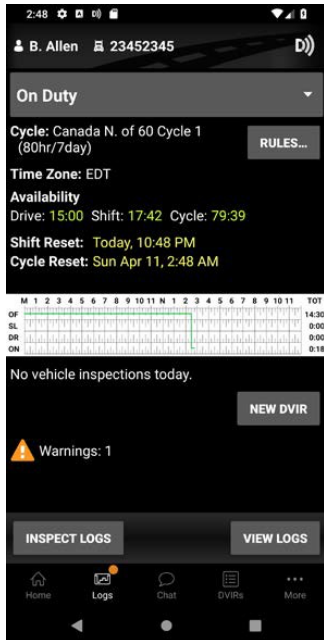 2:48
B. Allen 23452345
On Duty
Cycle: Canada N. of 60 Cycle 1
(80hr/7day)
RULES...
Time Zone: EDT
Availability
Drive: 15:00 Shift: 17:42 Cycle: 79:39
Shift Reset: Today, 10:48 PM
Cycle Reset: Sun Apr 11, 2:48 AM
M 1 2 3 4 5 6 7 8 9 10 11 N 1 2 3 4 5 6 7 8 9 10 11 TOT
OF 14:30
SL 0:00
DR 0:00
ON 0:18
No vehicle inspections today.
NEW DVIR
Warnings: 1
INSPECT LOGS VIEW LOGS
Home Logs Chat DVIRs More